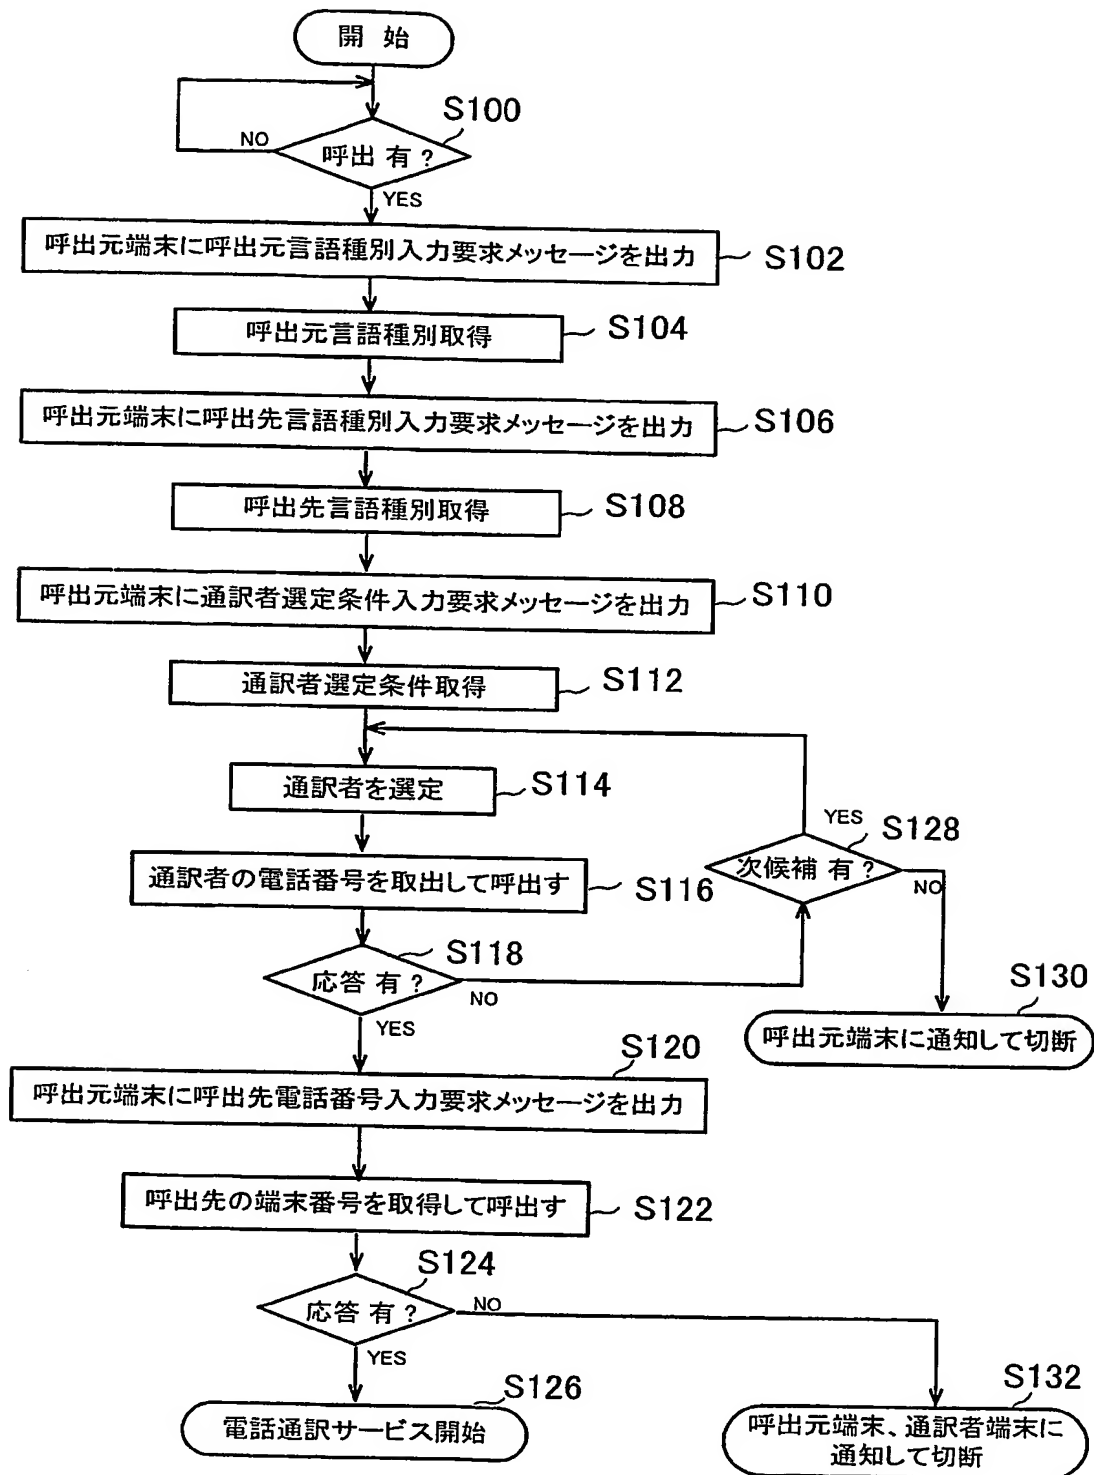 開 始
S100
NO
呼出 有 ?
YES
呼出元端末に呼出元言語種別入力要求メッセージを出力
S102
呼出元言語種別取得
S104
呼出元端末に呼出先言語種別入力要求メッセージを出力
S106
呼出先言語種別取得
S108
呼出元端末に通訳者選定条件入力要求メッセージを出力
S110
通訳者選定条件取得
S112
通訳者を選定
S114
YES
S128
次候補 有 ?
NO
通訳者の電話番号を取出して呼出す
S116
S118
応答 有 ?
NO
YES
S130
呼出元端末に通知して切断
S120
呼出元端末に呼出先電話番号入力要求メッセージを出力
呼出先の端末番号を取得して呼出す
S122
S124
応答 有 ?
NO
YES
S126
電話通訳サービス開始
S132
呼出元端末、通訳者端末に
通知して切断